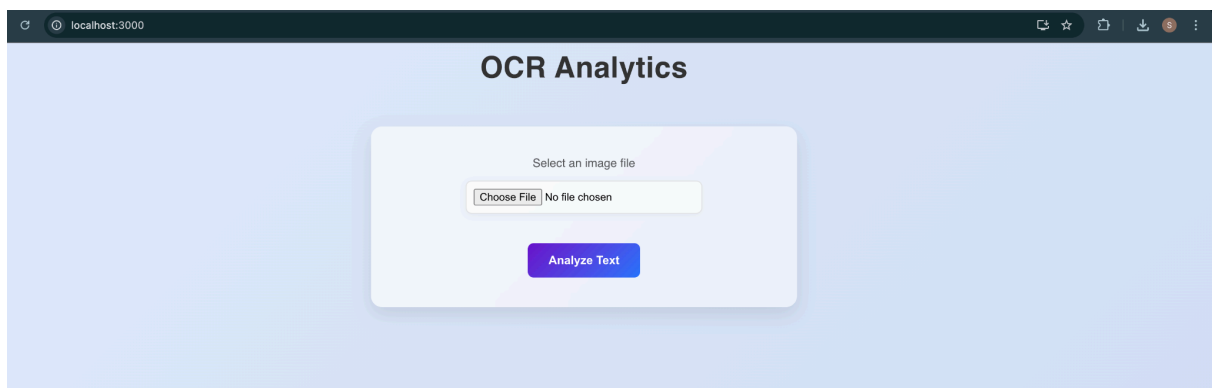 localhost:3000
S
OCR Analytics
Select an image file
Choose File No file chosen
Analyze Text